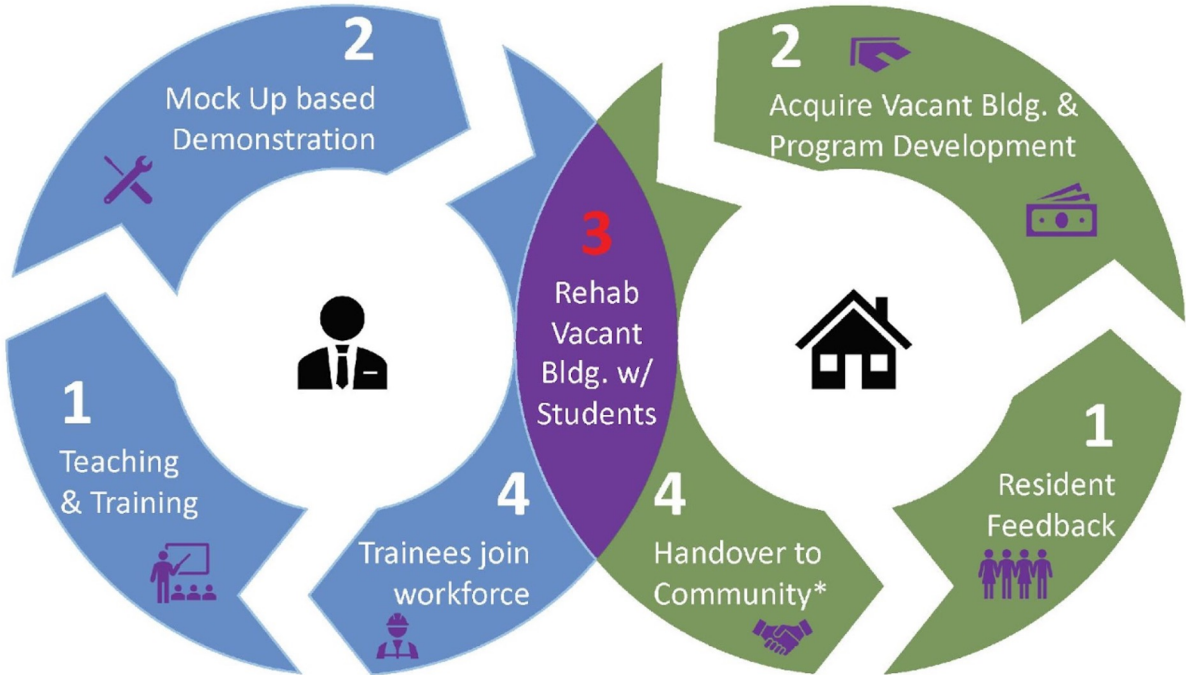 2
Mock Up based
Demonstration
1
Teaching
& Training
4
Trainees join
workforce
3
Rehab
Vacant
Bldg. w/
Students
2
Acquire Vacant Bldg. &
Program Development
1
Resident
Feedback
4
Handover to
Community*